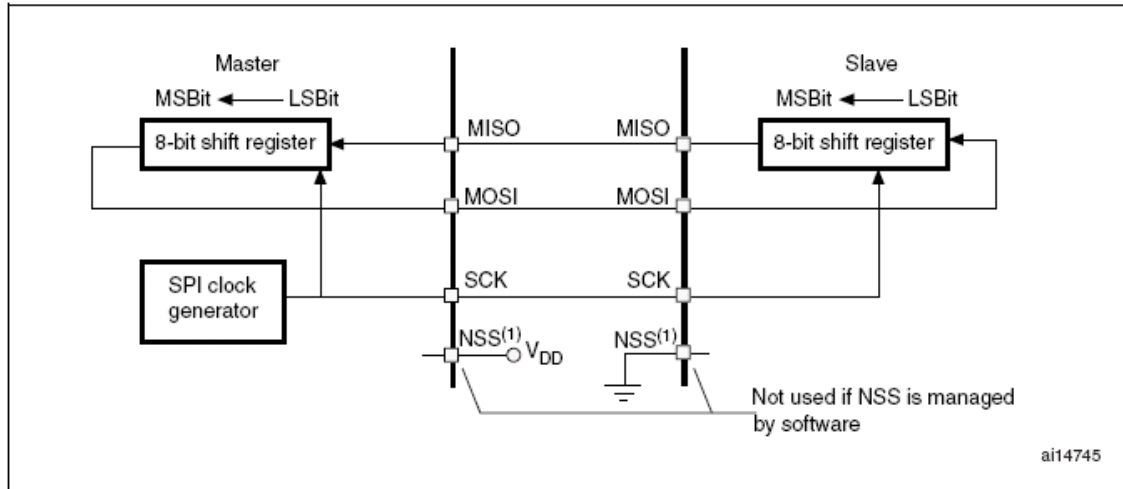 Master
Slave
MSBit LSBit
MSBit LSBit
8-bit shift register
MISO
MISO
8-bit shift register
MOSI
MOSI
SPI clock
generator
SCK
SCK
NSS(1)
VDD
NSS(1)
Not used if NSS is managed
by software
ai14745